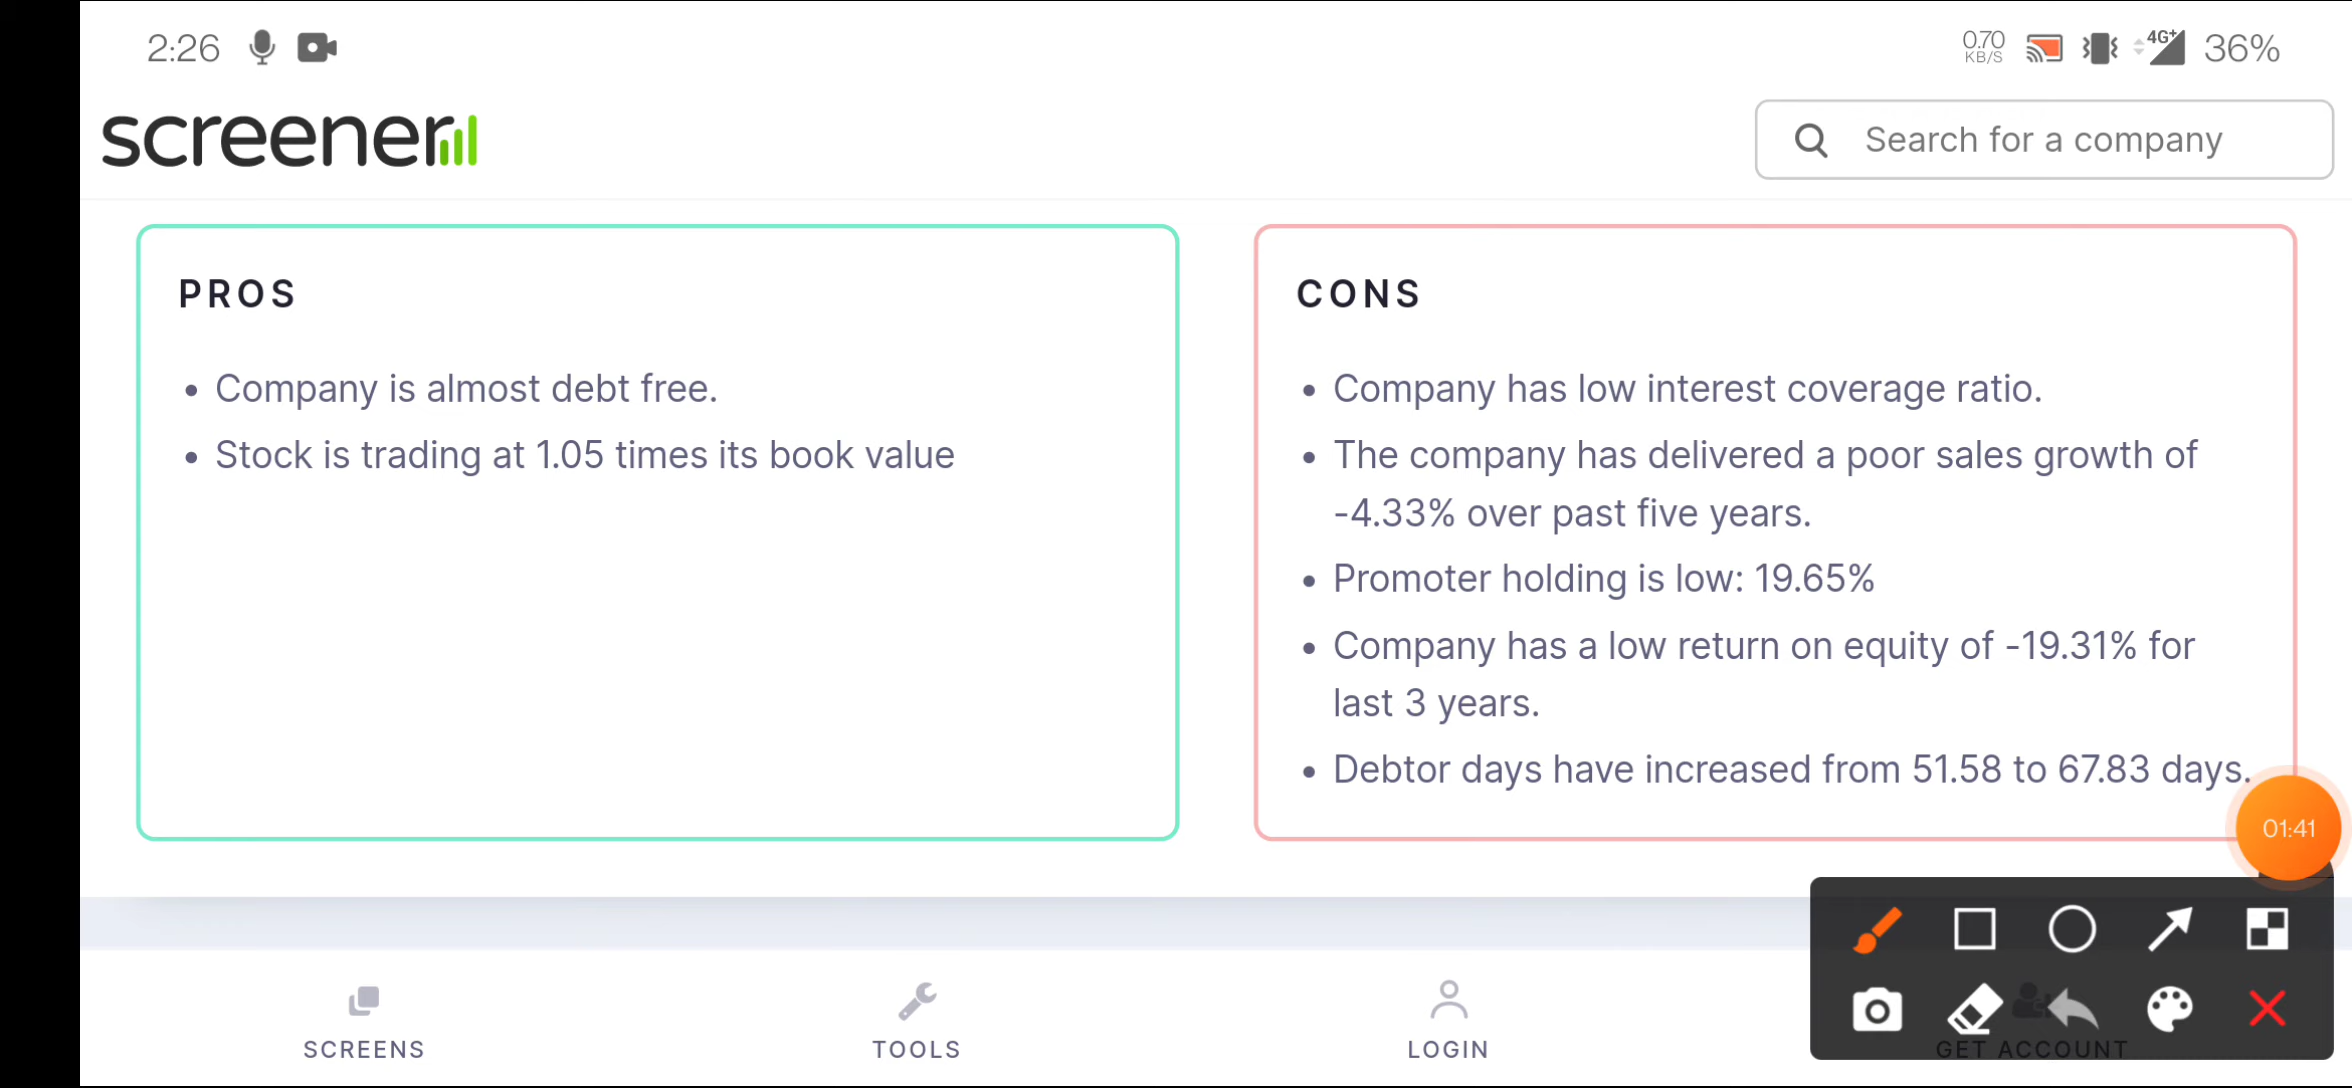 2:26
0.70
KB/S
4G+
36%
screener
Search for a company
PROS
• Company is almost debt free.
• Stock is trading at 1.05 times its book value
CONS
• Company has low interest coverage ratio.
• The company has delivered a poor sales growth of
-4.33% over past five years.
• Promoter holding is low: 19.65%
• Company has a low return on equity of -19.31% for
last 3 years.
• Debtor days have increased from 51.58 to 67.83 days.
01:41
SCREENS
TOOLS
LOGIN
GET ACCOUNT